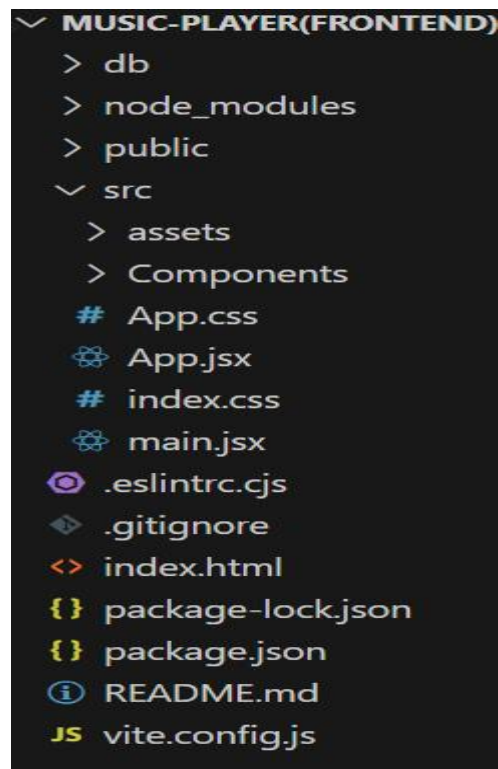 MUSIC-PLAYER(FRONTEND)
db
node_modules
public
src
assets
Components
# App.css
App.jsx
# index.css
main.jsx
.eslintrc.cjs
.gitignore
<> index.html
{} package-lock.json
{} package.json
README.md
JS vite.config.js